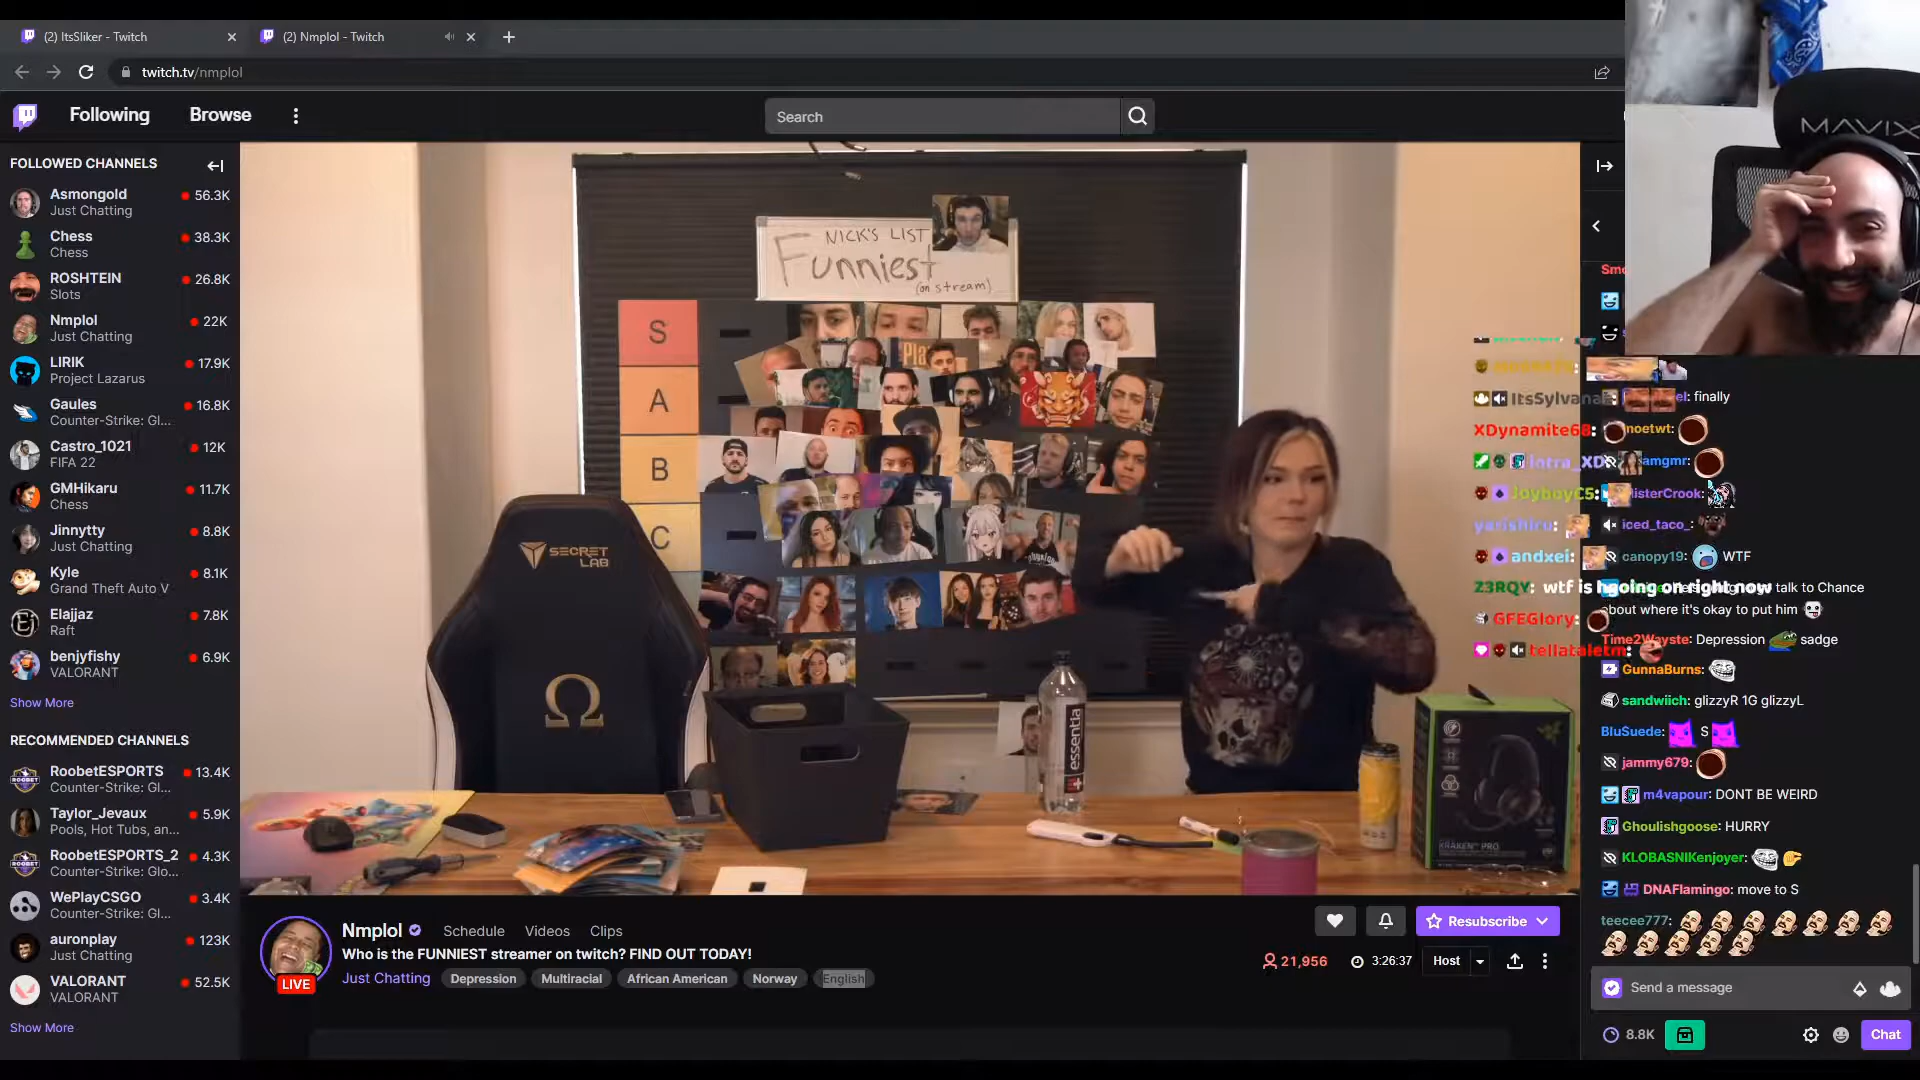 (2) ItsSliker - Twitch
(2) Nmplol - Twitch
twitch.tv/nmplol
Following
Browse
Search
FOLLOWED CHANNELS
Asmongold
56.3K
Just Chatting
Chess
38.3K
Chess
ROSHTEIN
26.8K
Slots
Nmplol
22K
Just Chatting
LIRIK
17.9K
Project Lazarus
Gaules
16.8K
Counter-Strike: Gl...
Castro_1021
12K
FIFA 22
GMHikaru
11.7K
Chess
Jinnytty
8.8K
Just Chatting
Kyle
8.1K
Grand Theft Auto V
Elajjaz
7.8K
Raft
benjyfishy
6.9K
VALORANT
Show More
RECOMMENDED CHANNELS
RoobetESPORTS
13.4K
Counter-Strike: Glo...
Taylor_Jevaux
5.9K
Pools, Hot Tubs, an...
RoobetESPORTS_2
4.3K
Counter-Strike: Glo...
WePlayCSGO
3.4K
Counter-Strike: Gl...
auronplay
123K
Just Chatting
VALORANT
52.5K
VALORANT
Show More
NICK'S LIST
Funniest
(on stream)
S
A
B
C
SECRET
LAB
essentia
KRAKEN PRO
MAVIX
Nmplol
Schedule
Videos
Clips
Who is the FUNNIEST streamer on twitch? FIND OUT TODAY!
Just Chatting
Depression
Multiracial
African American
Norway
English
LIVE
Resubscribe
21,956
3:26:37
Host
ItsSylvana
XDynamite68:
intra_XD
JoyboyC5:
yarishiru:
andxei:
Z3RQY: wtf is hgoing on right now
GFEGlory:
tellataletm:
finally
noetwt:
amgmr:
isterCrook:
iced_taco_:
canopy19: WTF
talk to Chance
about where it's okay to put him
Time2Wayste: Depression sadge
GunnaBurns:
sandwiich: glizzyR 1G glizzyL
BluSuede: S
jammy679:
m4vapour: DONT BE WEIRD
Ghoulishgoose: HURRY
KLOBASNIKenjoyer:
DNAFlamingo: move to S
teecee777:
Send a message
8.8K
Chat